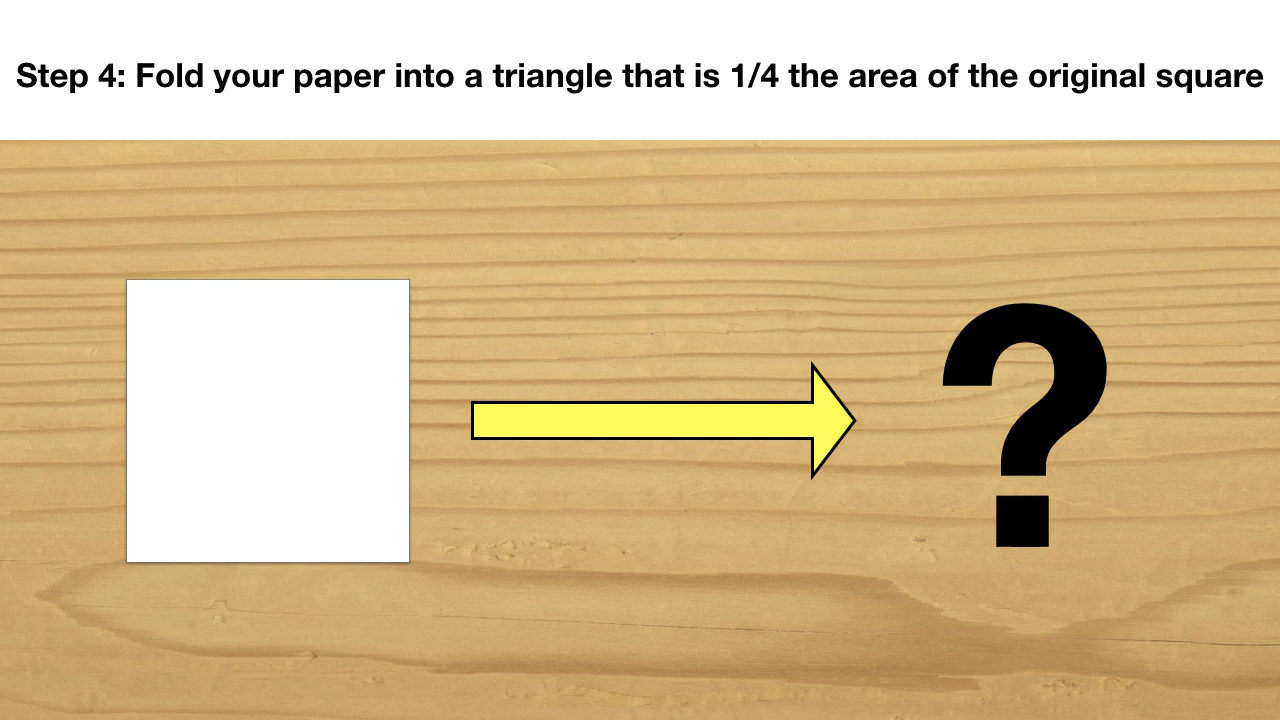 Step 4: Fold your paper into a triangle that is 1/4 the area of the original square
?